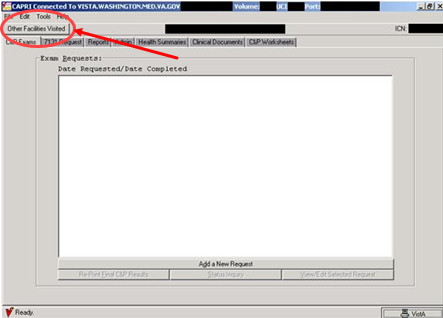 CAPRI Connected To VISTA.WASHINGTON.MED.VA.GOV Volume: UCI Port:
File Edit Tools Help
Other Facilities Visited ICN:
C&P Exams 7131 Request Reports Admin Health Summaries Clinical Documents C&P Worksheets
Exam Requests:
Date Requested/Date Completed
Add a New Request
Re-Print Final C&P Results Status Inquiry View/Edit Selected Request
Ready. VistA